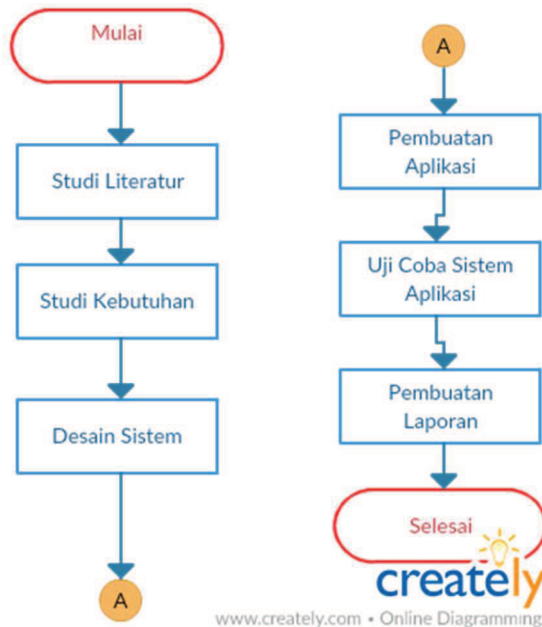 Mulai
Studi Literatur
Studi Kebutuhan
Desain Sistem
A
A
Pembuatan
Aplikasi
Uji Coba Sistem
Aplikasi
Pembuatan
Laporan
Selesai
creately
www.creately.com • Online Diagramming